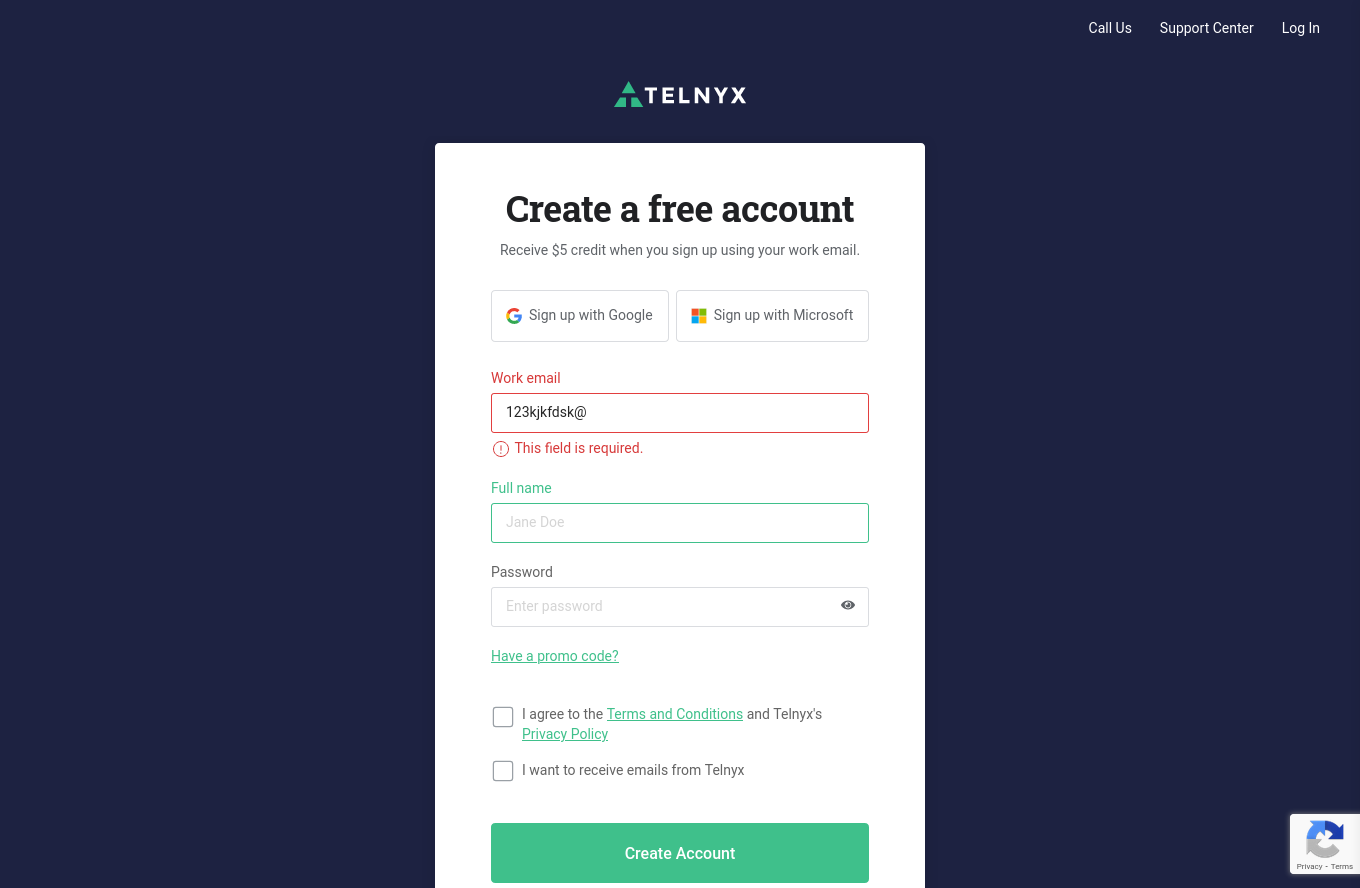 Call Us Support Center Log In
TELNYX
Create a free account
Receive $5 credit when you sign up using your work email.
Sign up with Google Sign up with Microsoft
Work email
123kjkfdsk@
This field is required.
Full name
Jane Doe
Password
Enter password
Have a promo code?
I agree to the Terms and Conditions and Telnyx's
Privacy Policy
I want to receive emails from Telnyx
Create Account
Privacy - Terms